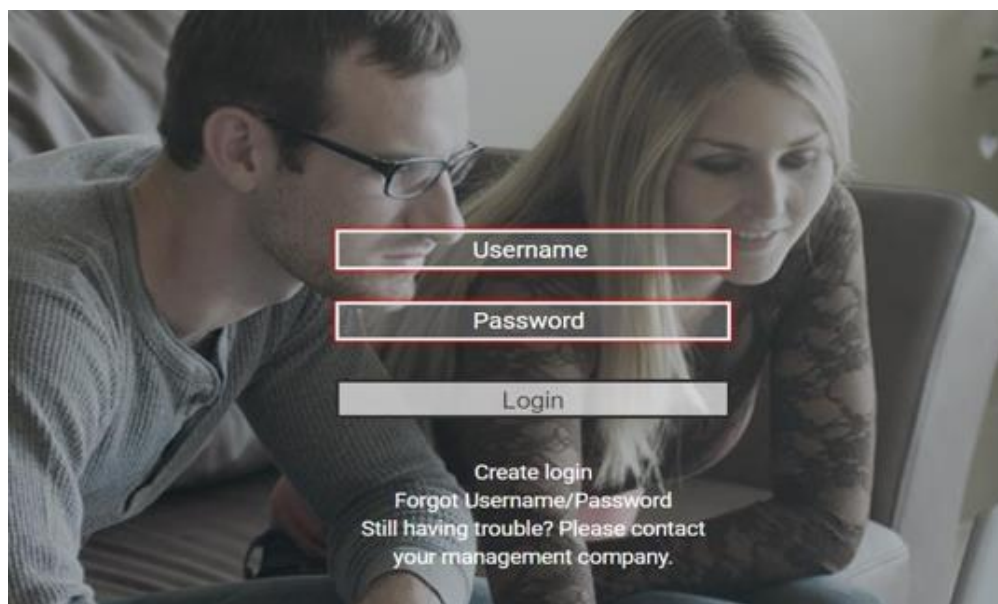 Username
Password
Login
Create login
Forgot Username/Password
Still having trouble? Please contact
your management company.